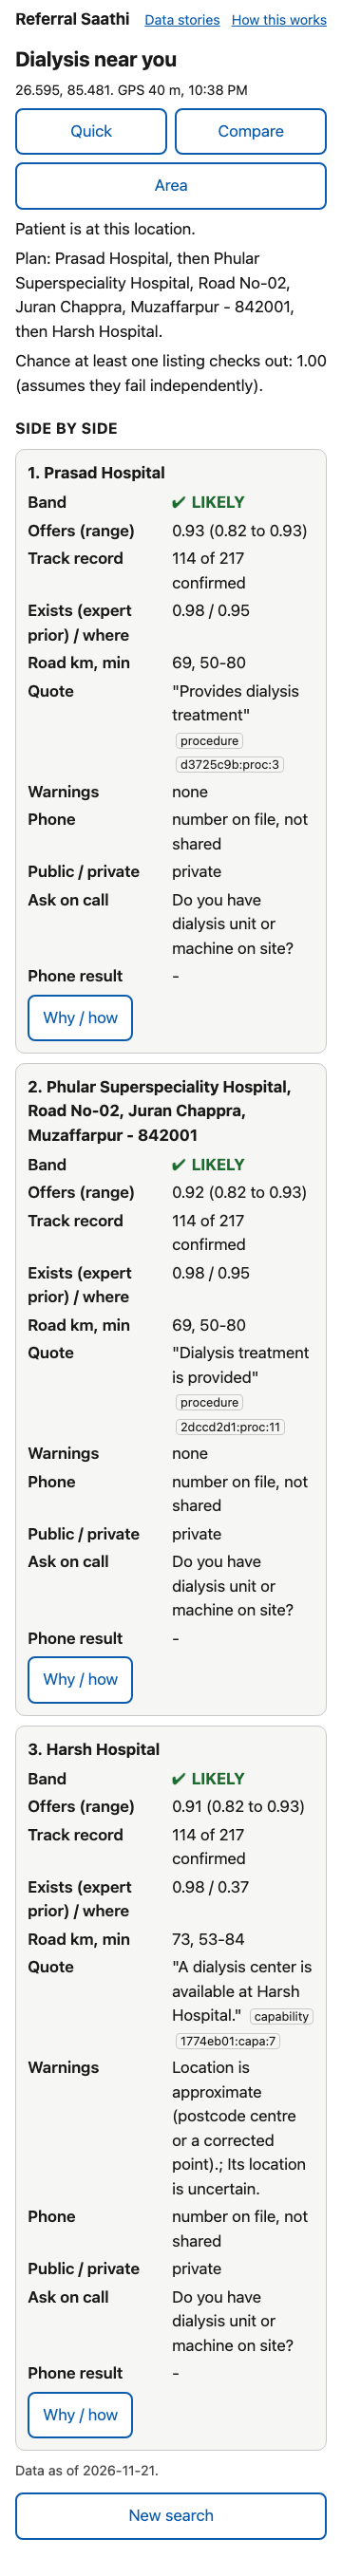 Referral Saathi Data stories How this works
Dialysis near you
26.595, 85.481. GPS 40 m, 10:38 PM
Quick Compare
Area
Patient is at this location.
Plan: Prasad Hospital, then Phular
Superspeciality Hospital, Road No-02,
Juran Chappra, Muzaffarpur - 842001,
then Harsh Hospital.
Chance at least one listing checks out: 1.00
(assumes they fail independently).
SIDE BY SIDE
1. Prasad Hospital
Band ✔ LIKELY
Offers (range) 0.93 (0.82 to 0.93)
Track record 114 of 217
confirmed
Exists (expert 0.98 / 0.95
prior) / where
Road km, min 69, 50-80
Quote "Provides dialysis
treatment"
procedure
d3725c9b:proc:3
Warnings none
Phone number on file, not
shared
Public / private private
Ask on call Do you have
dialysis unit or
machine on site?
Phone result -
Why / how
2. Phular Superspeciality Hospital,
Road No-02, Juran Chappra,
Muzaffarpur - 842001
Band ✔ LIKELY
Offers (range) 0.92 (0.82 to 0.93)
Track record 114 of 217
confirmed
Exists (expert 0.98 / 0.95
prior) / where
Road km, min 69, 50-80
Quote "Dialysis treatment
is provided"
procedure
2dccd2d1:proc:11
Warnings none
Phone number on file, not
shared
Public / private private
Ask on call Do you have
dialysis unit or
machine on site?
Phone result -
Why / how
3. Harsh Hospital
Band ✔ LIKELY
Offers (range) 0.91 (0.82 to 0.93)
Track record 114 of 217
confirmed
Exists (expert 0.98 / 0.37
prior) / where
Road km, min 73, 53-84
Quote "A dialysis center is
available at Harsh
Hospital." capability
1774eb01:capa:7
Warnings Location is
approximate
(postcode centre
or a corrected
point).; Its location
is uncertain.
Phone number on file, not
shared
Public / private private
Ask on call Do you have
dialysis unit or
machine on site?
Phone result -
Why / how
Data as of 2026-11-21.
New search